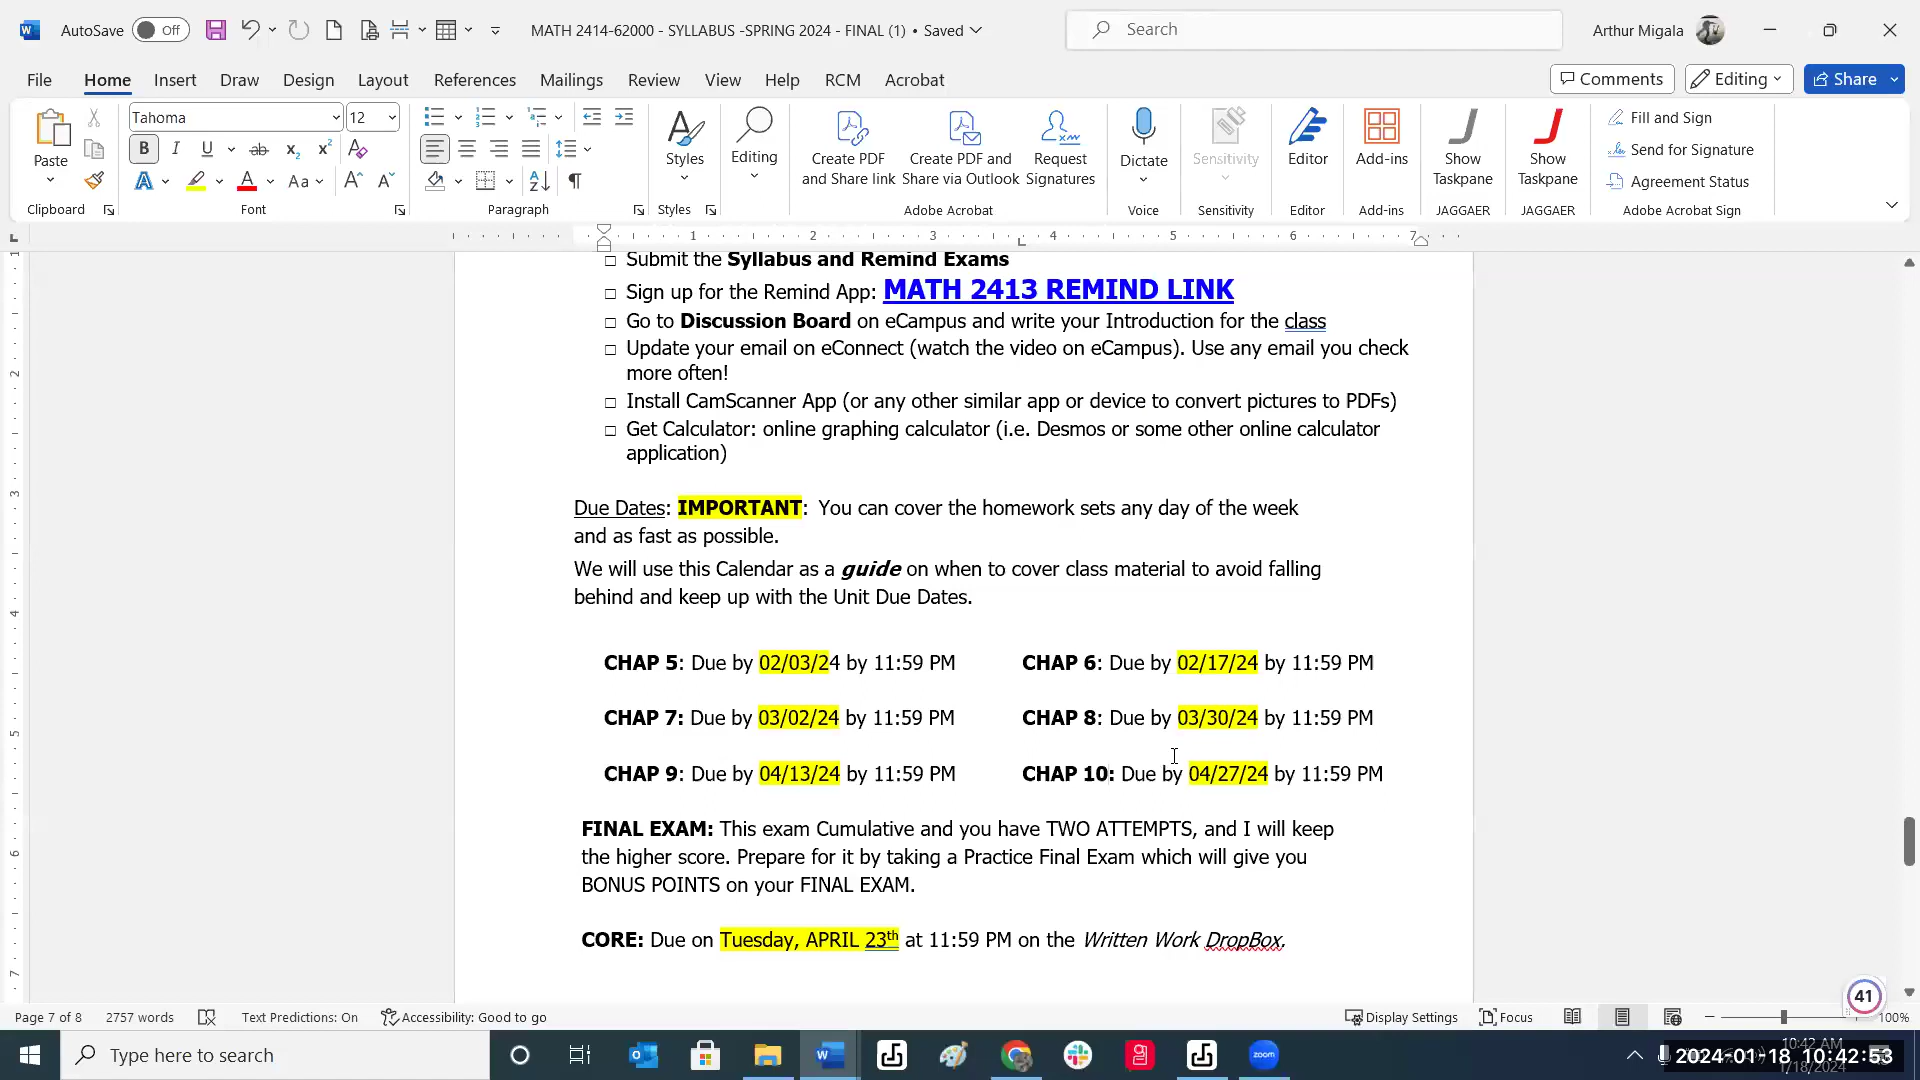 AutoSave Off MATH 2414-62000 - SYLLABUS -SPRING 2024 - FINAL (1) • Saved Search Arthur Migala
File Home Insert Draw Design Layout References Mailings Review View Help RCM Acrobat Comments Editing Share
Tahoma 12
Paste Styles Editing Create PDF and Share link Create PDF and Share via Outlook Request Signatures Dictate Sensitivity Editor Add-ins Show Taskpane Show Taskpane
Fill and Sign
Send for Signature
Agreement Status
Clipboard Font Paragraph Styles Adobe Acrobat Voice Sensitivity Editor Add-ins JAGGAER JAGGAER Adobe Acrobat Sign
1 2 3 4 5 6 7
Submit the Syllabus and Remind Exams
Sign up for the Remind App: MATH 2413 REMIND LINK
Go to Discussion Board on eCampus and write your Introduction for the class
Update your email on eConnect (watch the video on eCampus). Use any email you check
more often!
Install CamScanner App (or any other similar app or device to convert pictures to PDFs)
Get Calculator: online graphing calculator (i.e. Desmos or some other online calculator
application)
Due Dates: IMPORTANT: You can cover the homework sets any day of the week
and as fast as possible.
We will use this Calendar as a guide on when to cover class material to avoid falling
behind and keep up with the Unit Due Dates.
CHAP 5: Due by 02/03/24 by 11:59 PM CHAP 6: Due by 02/17/24 by 11:59 PM
CHAP 7: Due by 03/02/24 by 11:59 PM CHAP 8: Due by 03/30/24 by 11:59 PM
CHAP 9: Due by 04/13/24 by 11:59 PM CHAP 10: Due by 04/27/24 by 11:59 PM
FINAL EXAM: This exam Cumulative and you have TWO ATTEMPTS, and I will keep
the higher score. Prepare for it by taking a Practice Final Exam which will give you
BONUS POINTS on your FINAL EXAM.
CORE: Due on Tuesday, APRIL 23th at 11:59 PM on the Written Work DropBox.
41
Page 7 of 8 2757 words Text Predictions: On Accessibility: Good to go Display Settings Focus 100%
Type here to search zoom 10:42 AM
2024-01-18 10:42:53
1/18/2024